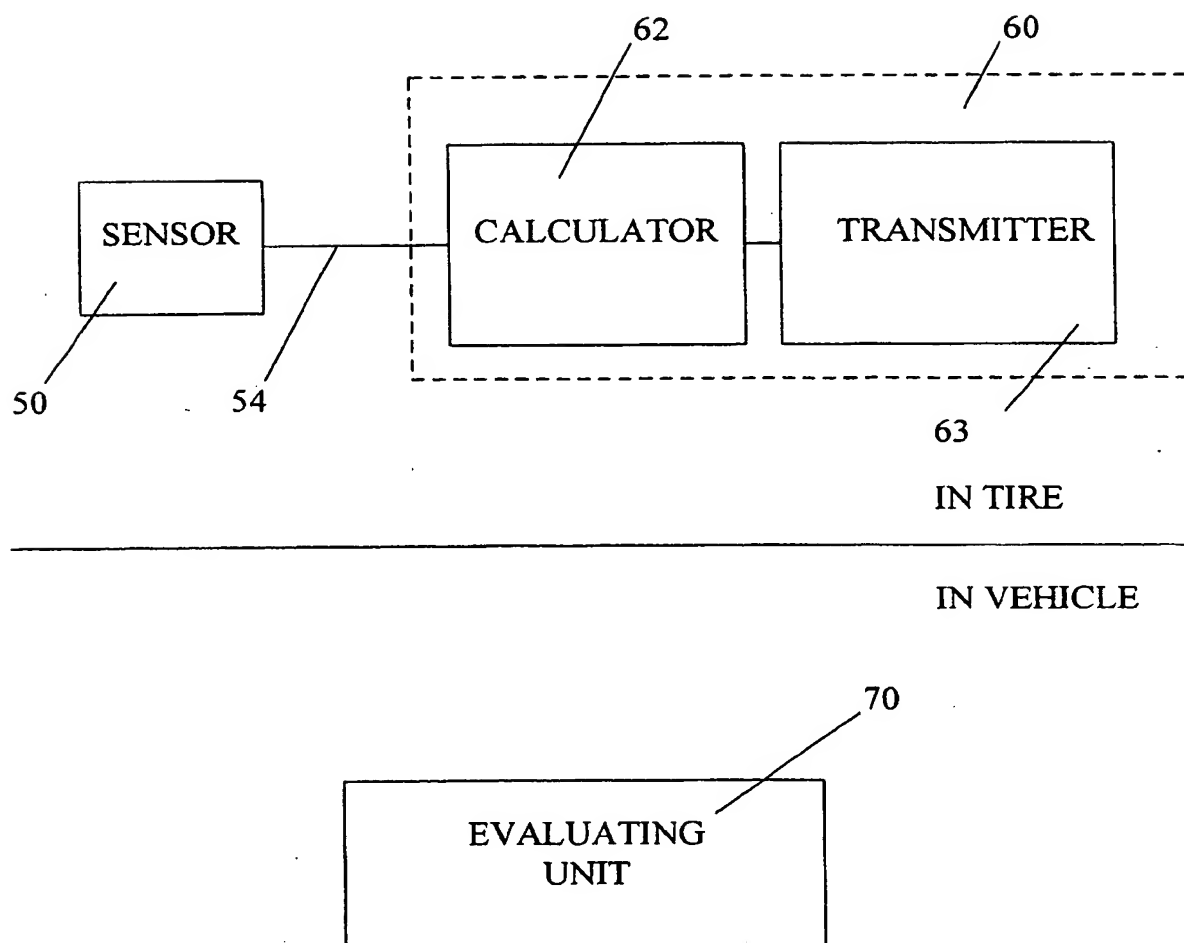 62
60
SENSOR
CALCULATOR
TRANSMITTER
50
54
63
IN TIRE
IN VEHICLE
70
EVALUATING
UNIT